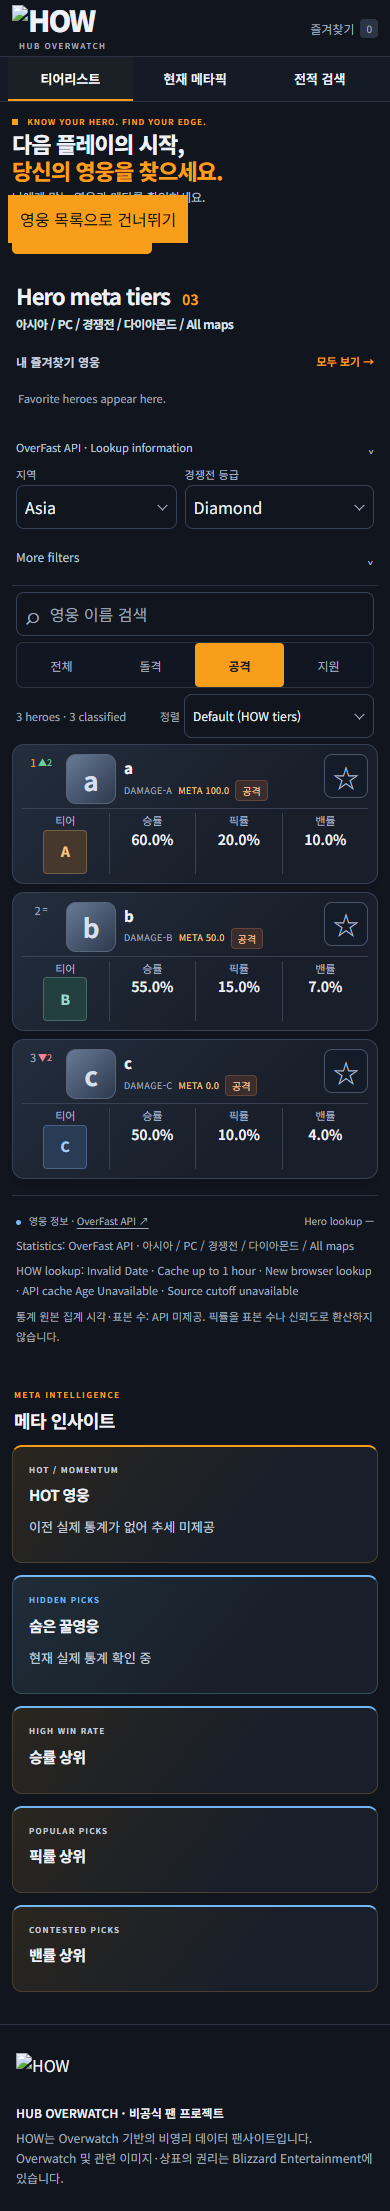 HOW
HUB OVERWATCH
즐겨찾기 0
티어리스트 현재 메타픽 전적 검색
KNOW YOUR HERO. FIND YOUR EDGE.
다음 플레이의 시작,
당신의 영웅을 찾으세요.
영웅 목록으로 건너뛰기
Hero meta tiers 03
아시아 / PC / 경쟁전 / 다이아몬드 / All maps
내 즐겨찾기 영웅 모두 보기 →
Favorite heroes appear here.
OverFast API · Lookup information
지역 경쟁전 등급
Asia Diamond
More filters
영웅 이름 검색
전체 돌격 공격 지원
3 heroes · 3 classified 정렬 Default (HOW tiers)
1 ▲2 a a
DAMAGE-A META 100.0 공격
티어 승률 픽률 밴률
A 60.0% 20.0% 10.0%
2 = b b
DAMAGE-B META 50.0 공격
티어 승률 픽률 밴률
B 55.0% 15.0% 7.0%
3 ▼2 c c
DAMAGE-C META 0.0 공격
티어 승률 픽률 밴률
C 50.0% 10.0% 4.0%
영웅 정보 · OverFast API ↗ Hero lookup —
Statistics: OverFast API · 아시아 / PC / 경쟁전 / 다이아몬드 / All maps
HOW lookup: Invalid Date · Cache up to 1 hour · New browser lookup
· API cache Age Unavailable · Source cutoff unavailable
통계 원본 집계 시각·표본 수: API 미제공. 픽률을 표본 수나 신뢰도로 환산하지
않습니다.
META INTELLIGENCE
메타 인사이트
HOT / MOMENTUM
HOT 영웅
이전 실제 통계가 없어 추세 미제공
HIDDEN PICKS
숨은 꿀영웅
현재 실제 통계 확인 중
HIGH WIN RATE
승률 상위
POPULAR PICKS
픽률 상위
CONTESTED PICKS
밴률 상위
HOW
HUB OVERWATCH · 비공식 팬 프로젝트
HOW는 Overwatch 기반의 비영리 데이터 팬사이트입니다.
Overwatch 및 관련 이미지·상표의 권리는 Blizzard Entertainment에
있습니다.